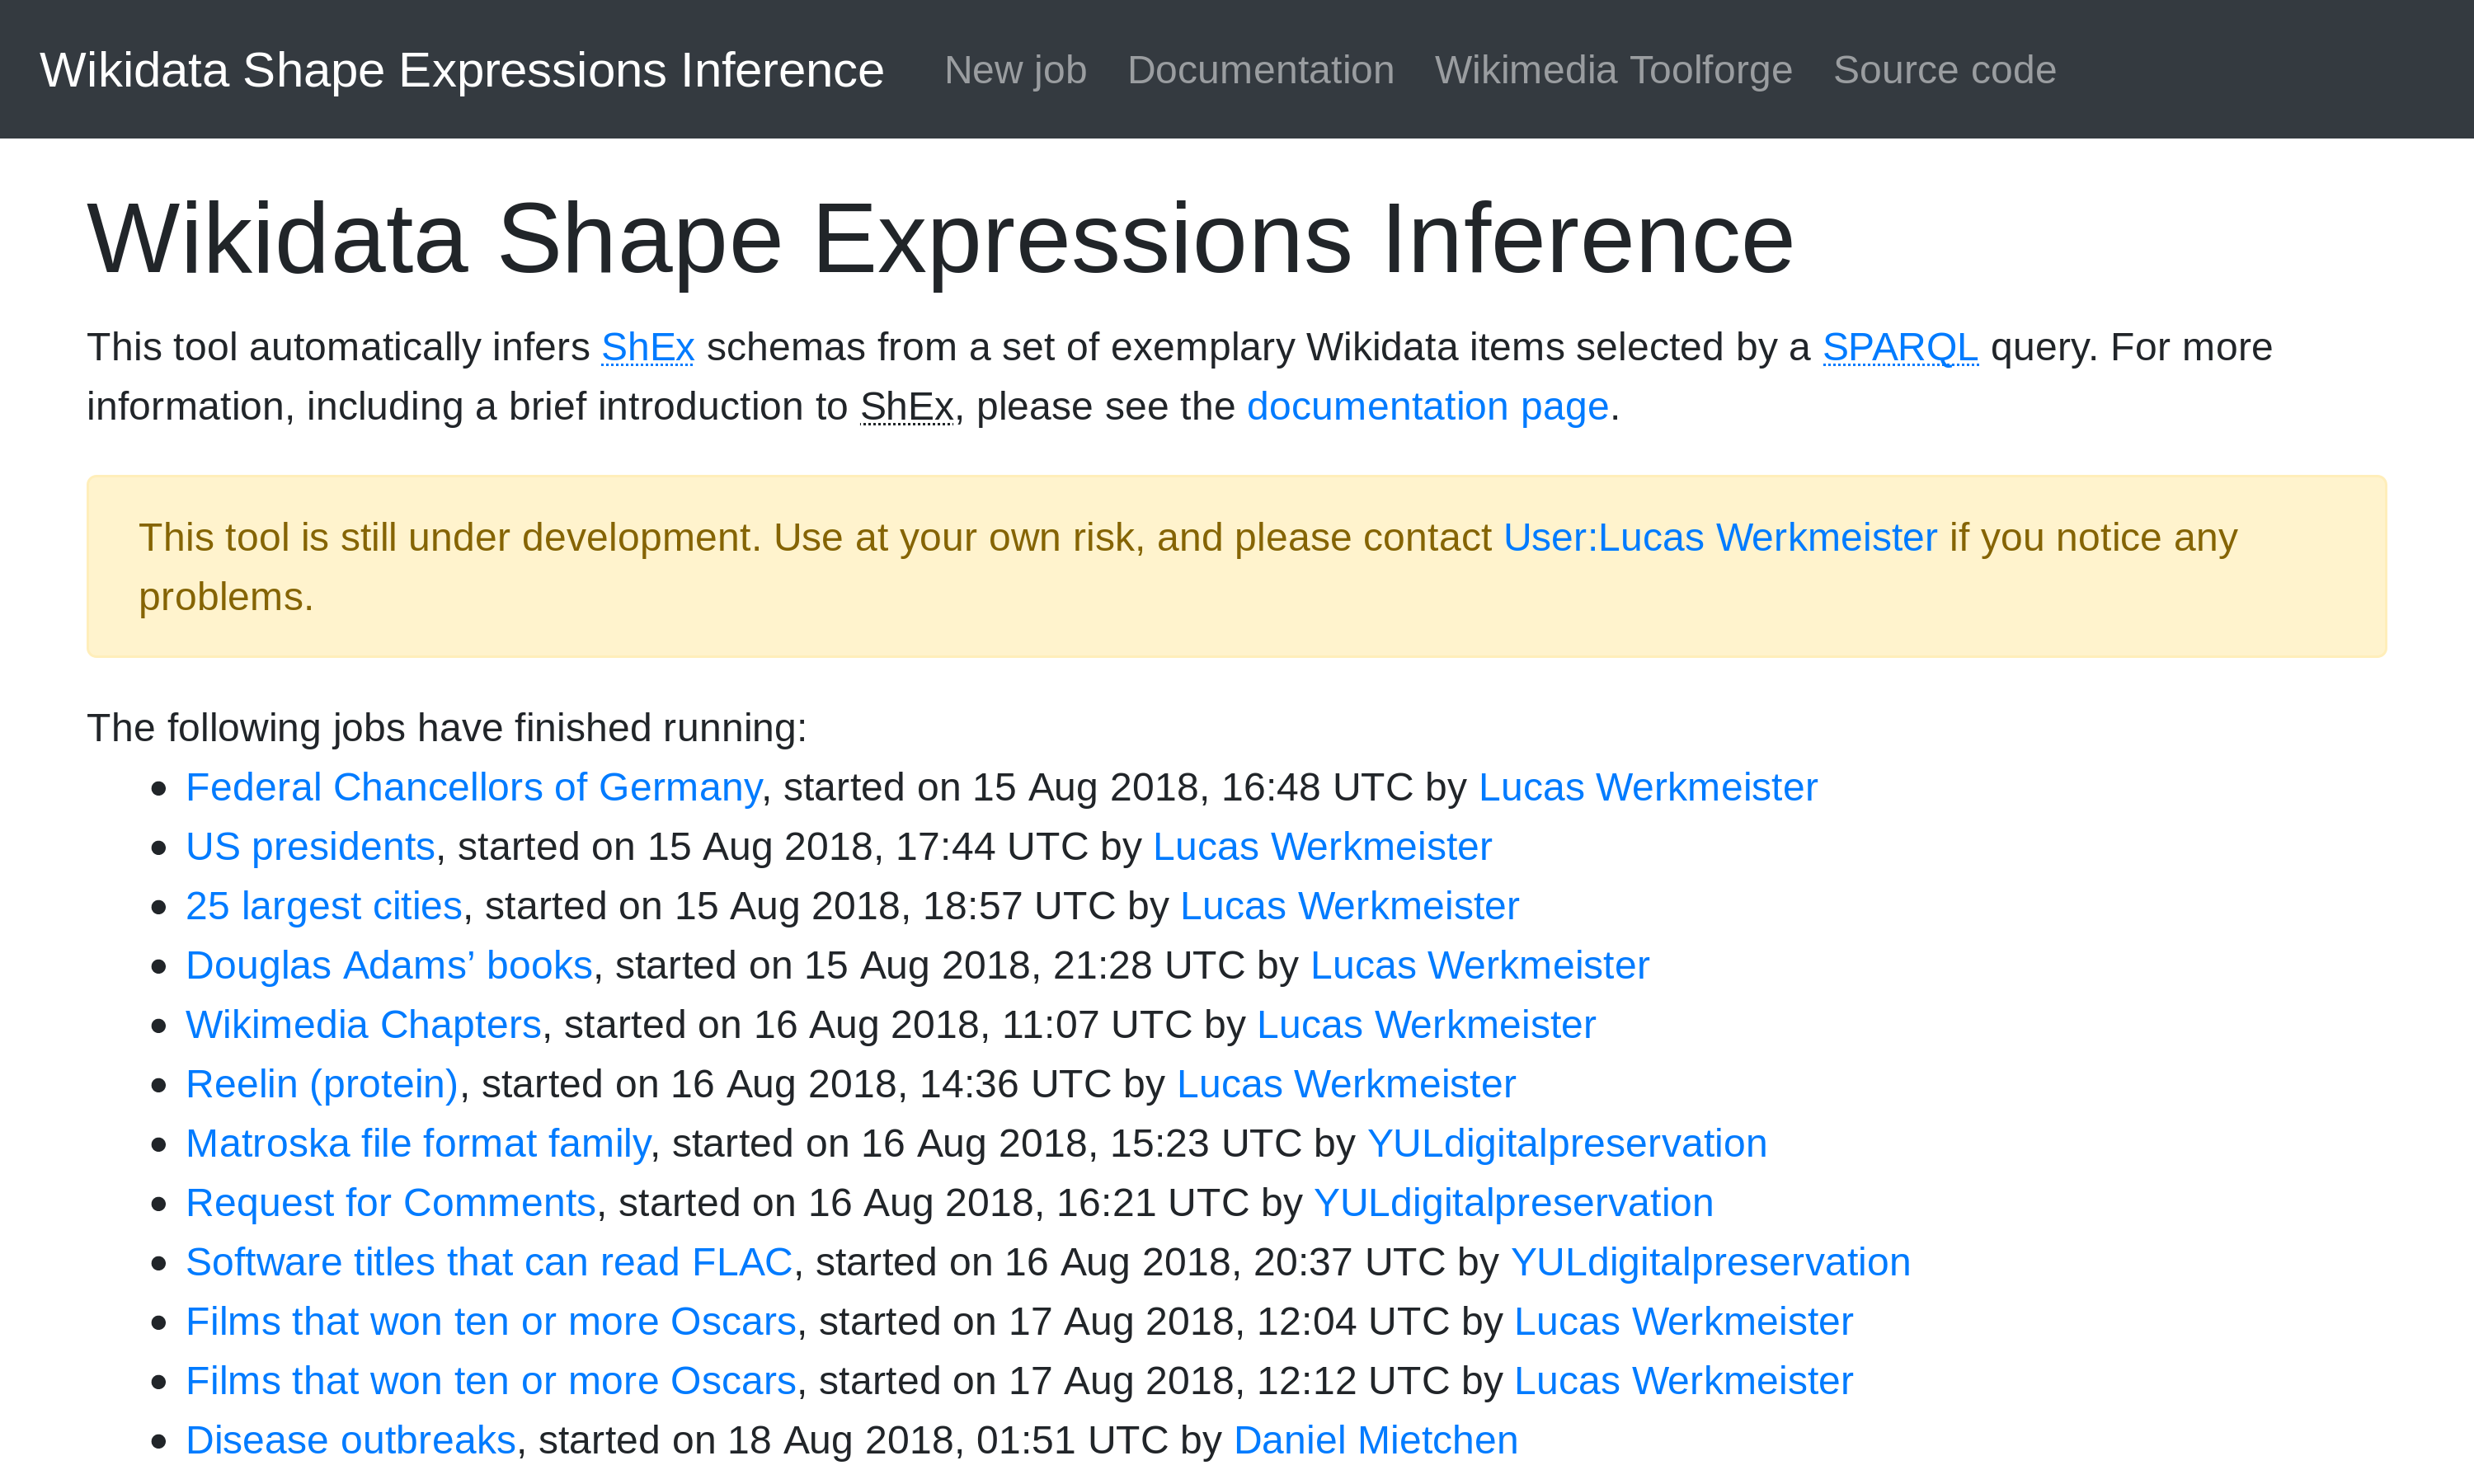 Wikidata Shape Expressions Inference New job Documentation Wikimedia Toolforge Source code
Wikidata Shape Expressions Inference
This tool automatically infers ShEx schemas from a set of exemplary Wikidata items selected by a SPARQL query. For more
information, including a brief introduction to ShEx, please see the documentation page.
This tool is still under development. Use at your own risk, and please contact User:Lucas Werkmeister if you notice any
problems.
The following jobs have finished running:
• Federal Chancellors of Germany, started on 15 Aug 2018, 16:48 UTC by Lucas Werkmeister
• US presidents, started on 15 Aug 2018, 17:44 UTC by Lucas Werkmeister
• 25 largest cities, started on 15 Aug 2018, 18:57 UTC by Lucas Werkmeister
• Douglas Adams’ books, started on 15 Aug 2018, 21:28 UTC by Lucas Werkmeister
• Wikimedia Chapters, started on 16 Aug 2018, 11:07 UTC by Lucas Werkmeister
• Reelin (protein), started on 16 Aug 2018, 14:36 UTC by Lucas Werkmeister
• Matroska file format family, started on 16 Aug 2018, 15:23 UTC by YULdigitalpreservation
• Request for Comments, started on 16 Aug 2018, 16:21 UTC by YULdigitalpreservation
• Software titles that can read FLAC, started on 16 Aug 2018, 20:37 UTC by YULdigitalpreservation
• Films that won ten or more Oscars, started on 17 Aug 2018, 12:04 UTC by Lucas Werkmeister
• Films that won ten or more Oscars, started on 17 Aug 2018, 12:12 UTC by Lucas Werkmeister
• Disease outbreaks, started on 18 Aug 2018, 01:51 UTC by Daniel Mietchen